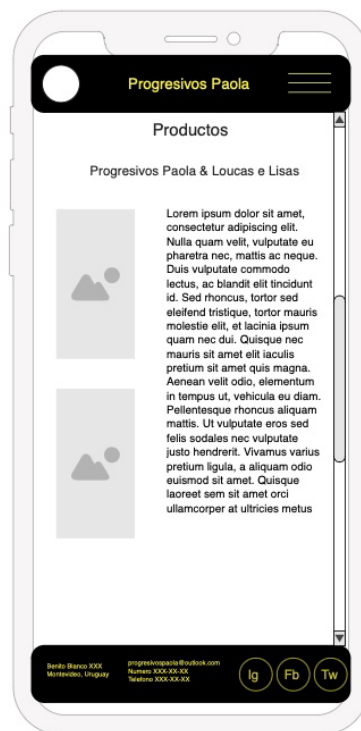 Progresivos Paola
Productos
Progresivos Paola & Loucas e Lisas
Lorem ipsum dolor sit amet,
consectetur adipiscing elit.
Nulla quam velit, vulputate eu
pharetra nec, mattis ac neque.
Duis vulputate commodo
lectus, ac blandit elit tincidunt
id. Sed rhoncus, tortor sed
eleifend tristique, tortor mauris
molestie elit, et lacinia ipsum
quam nec dui. Quisque nec
mauris sit amet elit iaculis
pretium sit amet quis magna.
Aenean velit odio, elementum
in tempus ut, vehicula eu diam.
Pellentesque rhoncus aliquam
mattis. Ut vulputate eros sed
felis sodales nec vulputate
justo hendrerit. Vivamus varius
pretium ligula, a aliquam odio
euismod sit amet. Quisque
laoreet sem sit amet orci
ullamcorper at ultricies metus
Benito Blanco XXX
Montevideo, Uruguay
progresivospaola@outlook.com
Numero XXX-XX-XX
Telefono XXX-XX-XX
Ig
Fb
Tw